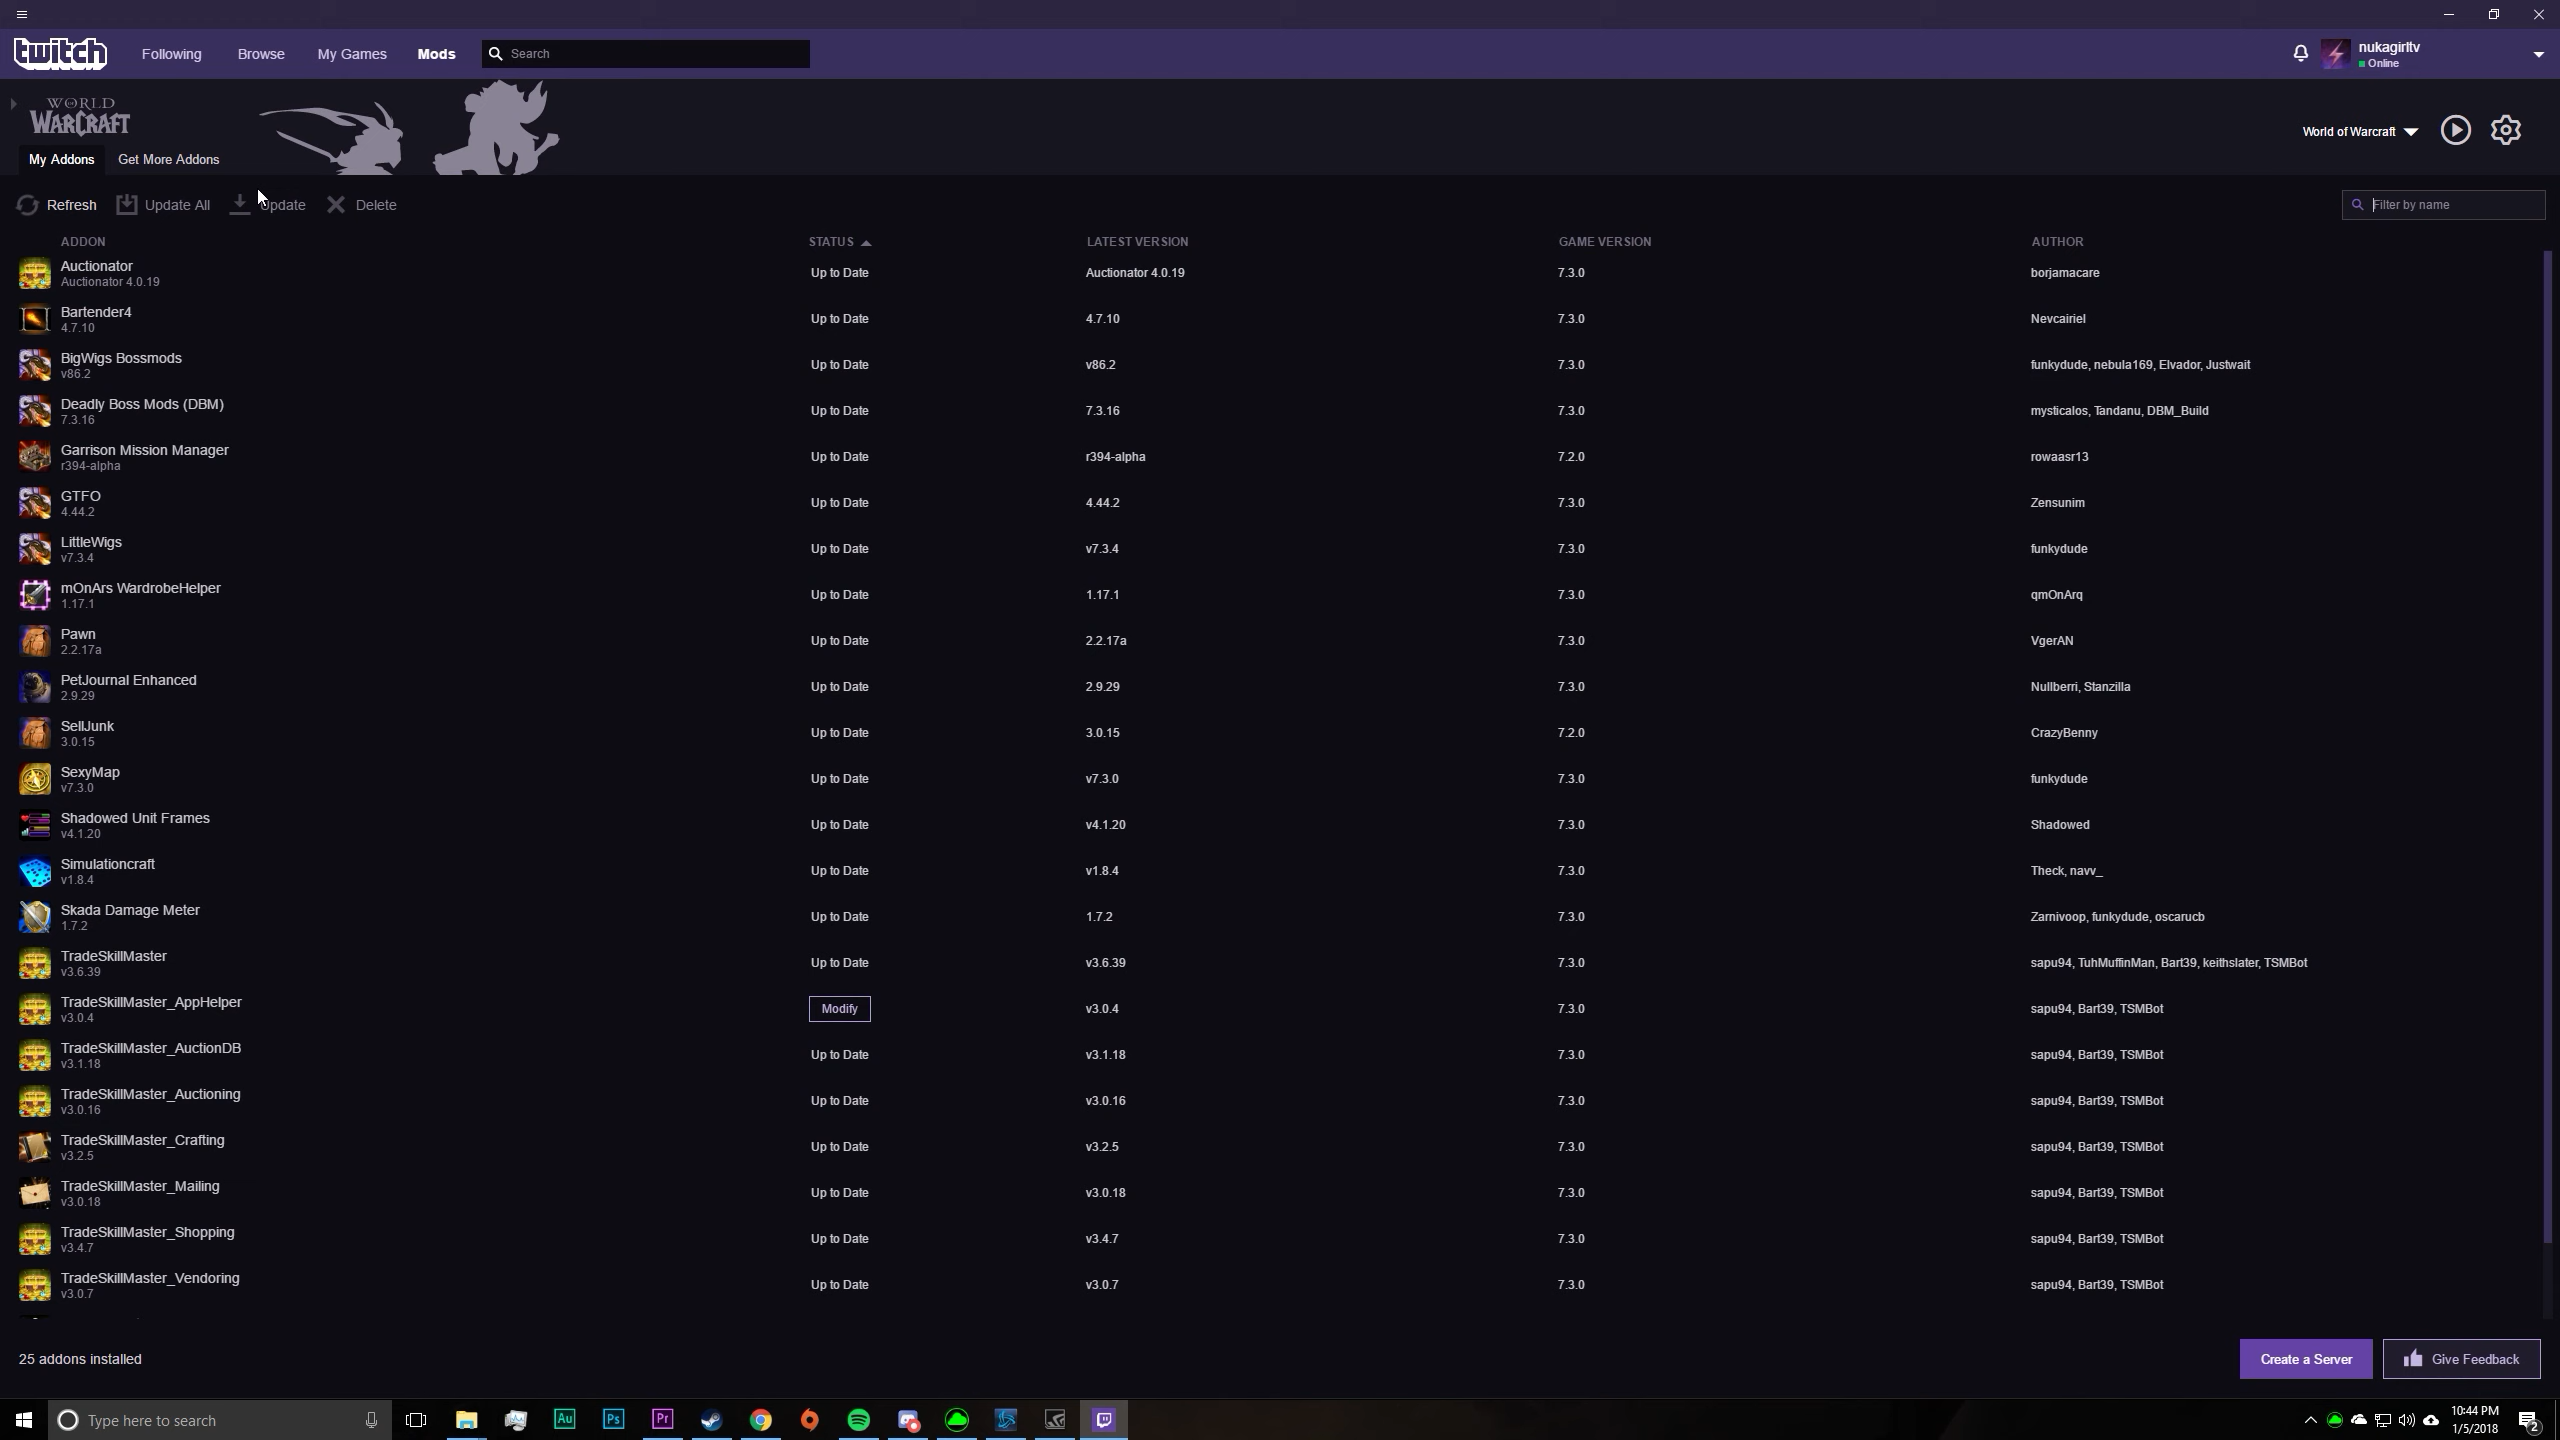 twitch Following Browse My Games Mods Search nukagirltv
Online
WORLD OF WARCRAFT
World of Warcraft
My Addons Get More Addons
Refresh Update All Update Delete Filter by name
ADDON STATUS LATEST VERSION GAME VERSION AUTHOR
Auctionator Up to Date Auctionator 4.0.19 7.3.0 borjamacare
Auctionator 4.0.19
Bartender4 Up to Date 4.7.10 7.3.0 Nevcairiel
4.7.10
BigWigs Bossmods Up to Date v86.2 7.3.0 funkydude, nebula169, Elvador, Justwait
v86.2
Deadly Boss Mods (DBM) Up to Date 7.3.16 7.3.0 mysticalos, Tandanu, DBM_Build
7.3.16
Garrison Mission Manager Up to Date r394-alpha 7.2.0 rowaasr13
r394-alpha
GTFO Up to Date 4.44.2 7.3.0 Zensunim
4.44.2
LittleWigs Up to Date v7.3.4 7.3.0 funkydude
v7.3.4
mOnArs WardrobeHelper Up to Date 1.17.1 7.3.0 qmOnArq
1.17.1
Pawn Up to Date 2.2.17a 7.3.0 VgerAN
2.2.17a
PetJournal Enhanced Up to Date 2.9.29 7.3.0 Nullberri, Stanzilla
2.9.29
SellJunk Up to Date 3.0.15 7.2.0 CrazyBenny
3.0.15
SexyMap Up to Date v7.3.0 7.3.0 funkydude
v7.3.0
Shadowed Unit Frames Up to Date v4.1.20 7.3.0 Shadowed
v4.1.20
Simulationcraft Up to Date v1.8.4 7.3.0 Theck, navv_
v1.8.4
Skada Damage Meter Up to Date 1.7.2 7.3.0 Zarnivoop, funkydude, oscarucb
1.7.2
TradeSkillMaster Up to Date v3.6.39 7.3.0 sapu94, TuhMuffinMan, Bart39, keithslater, TSMBot
v3.6.39
TradeSkillMaster_AppHelper Modify v3.0.4 7.3.0 sapu94, Bart39, TSMBot
v3.0.4
TradeSkillMaster_AuctionDB Up to Date v3.1.18 7.3.0 sapu94, Bart39, TSMBot
v3.1.18
TradeSkillMaster_Auctioning Up to Date v3.0.16 7.3.0 sapu94, Bart39, TSMBot
v3.0.16
TradeSkillMaster_Crafting Up to Date v3.2.5 7.3.0 sapu94, Bart39, TSMBot
v3.2.5
TradeSkillMaster_Mailing Up to Date v3.0.18 7.3.0 sapu94, Bart39, TSMBot
v3.0.18
TradeSkillMaster_Shopping Up to Date v3.4.7 7.3.0 sapu94, Bart39, TSMBot
v3.4.7
TradeSkillMaster_Vendoring Up to Date v3.0.7 7.3.0 sapu94, Bart39, TSMBot
v3.0.7
25 addons installed Create a Server Give Feedback
Type here to search Au Ps Pr 10:44 PM
1/5/2018 2